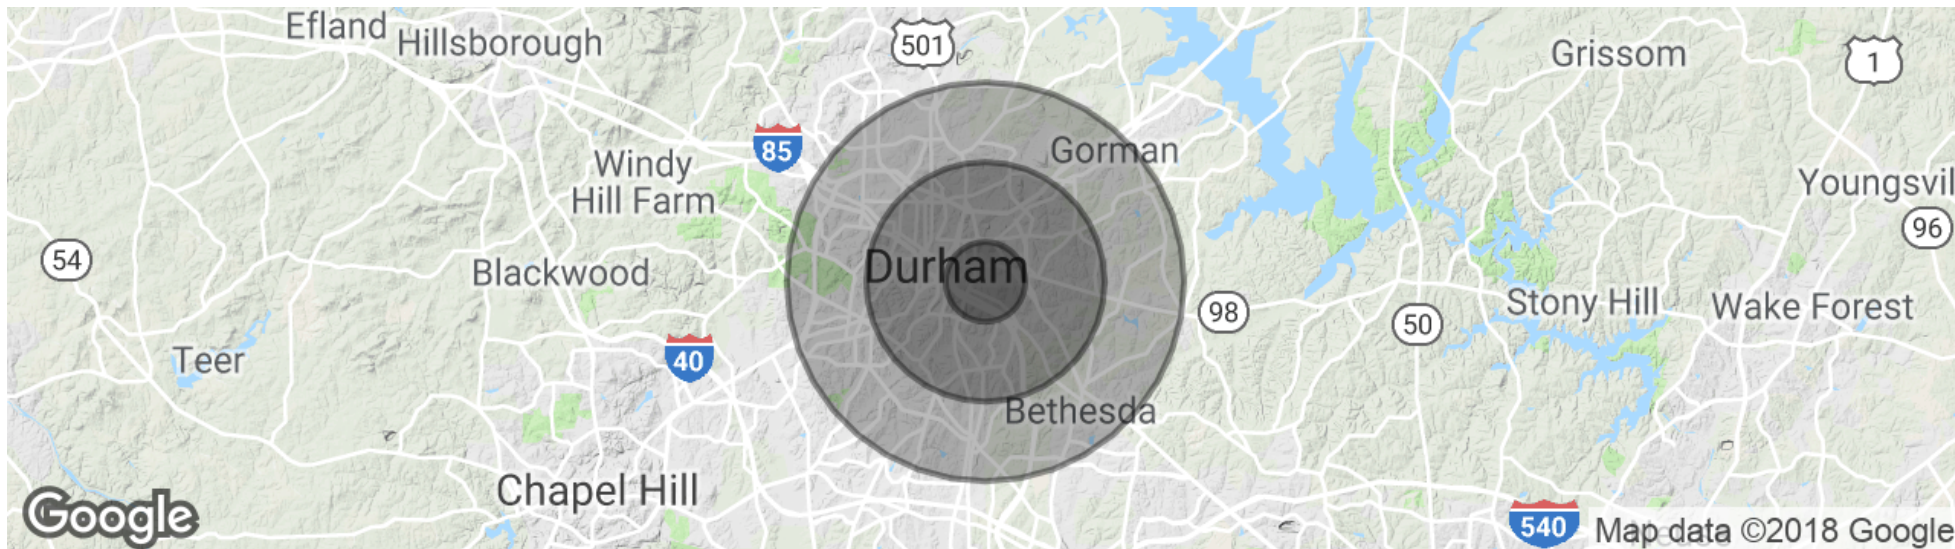 Efland
Hillsborough
501
Grissom
1
85
Gorman
Windy
Hill Farm
Youngsvil
96
54
Blackwood
Durham
98
50
Stony Hill
Wake Forest
40
Teer
Bethesda
Chapel Hill
Google
540
Map data ©2018 Google